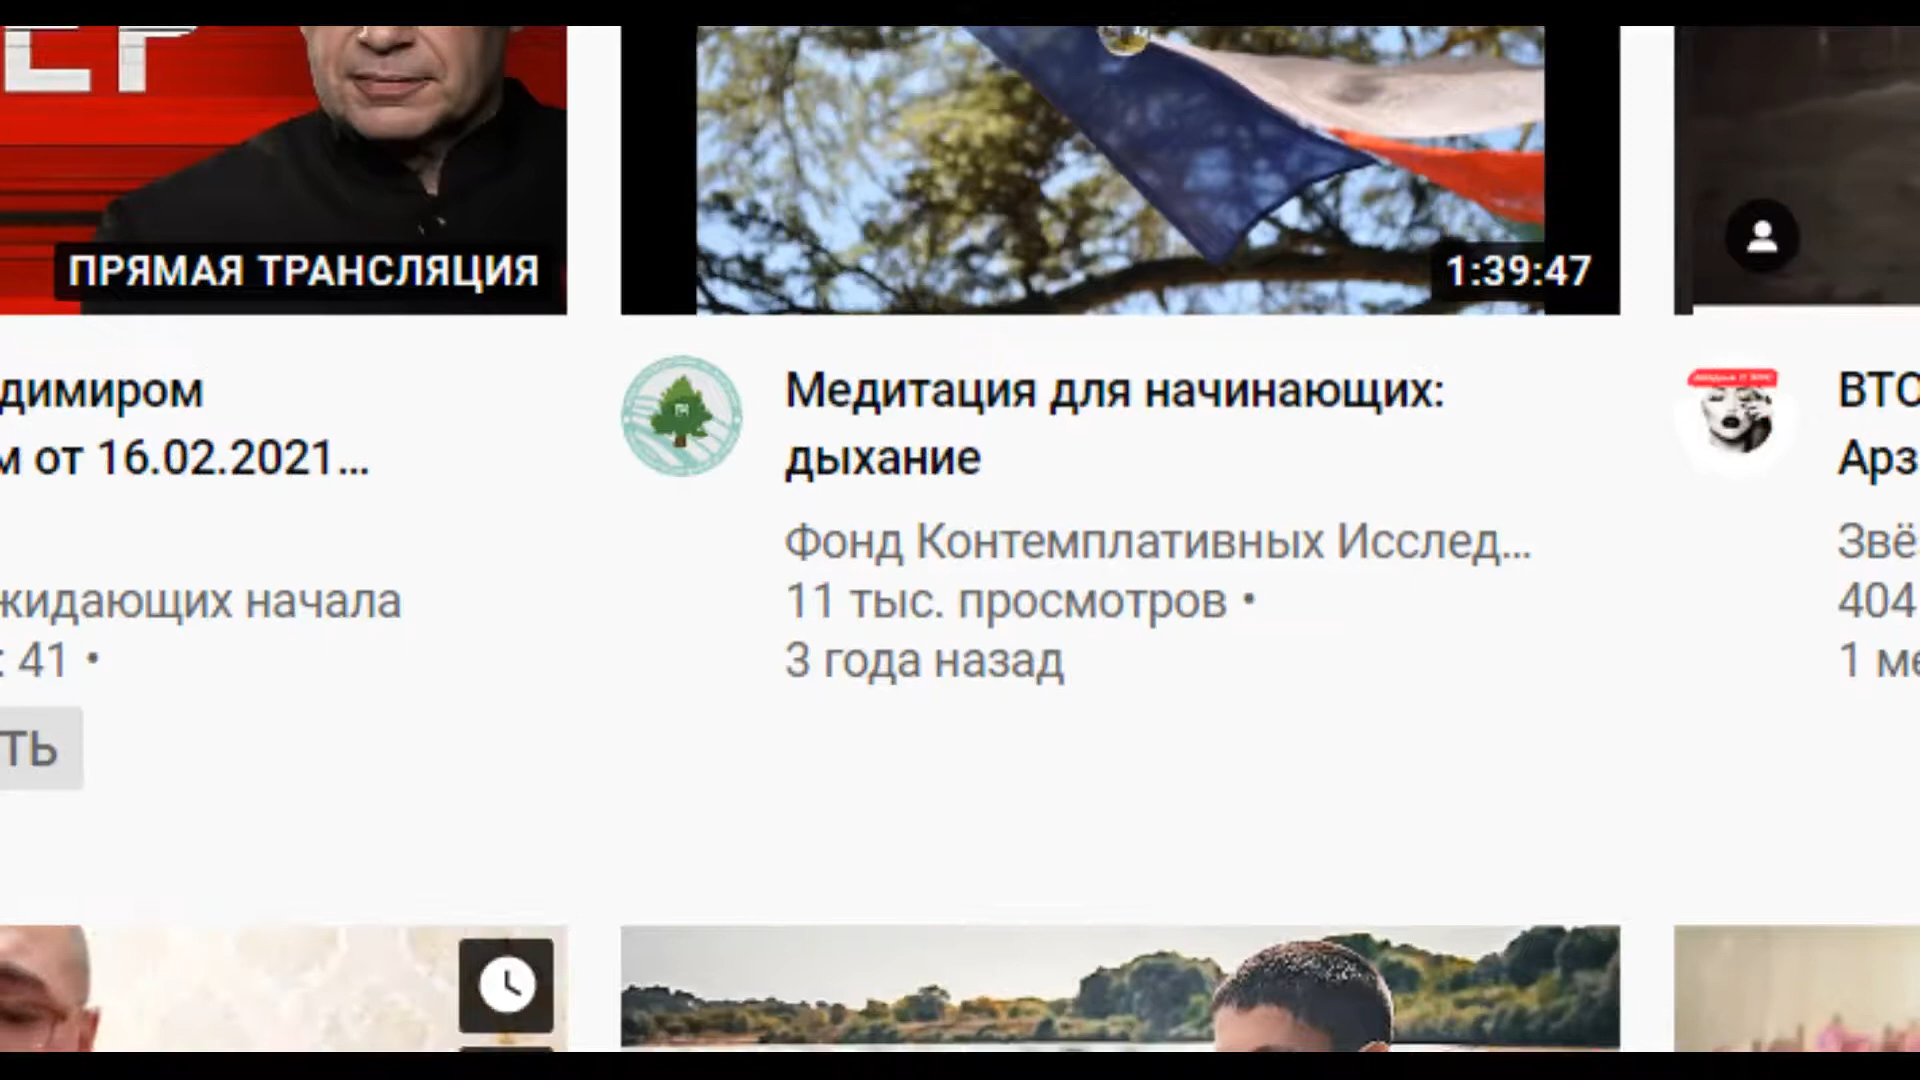 ПРЯМАЯ ТРАНСЛЯЦИЯ
1:39:47
димиром
м от 16.02.2021...
жидающих начала
: 41 •
ТЬ
Медитация для начинающих:
дыхание
Фонд Контемплативных Исслед...
11 тыс. просмотров •
3 года назад
ВТО
Арз
Звё
404
1 ме